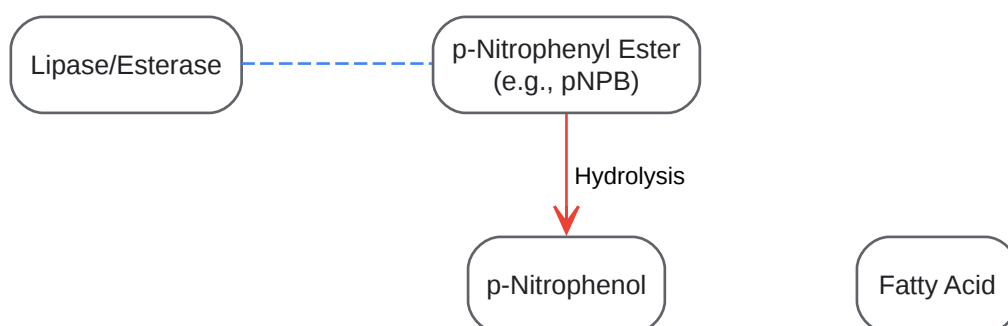 Lipase/Esterase
p-Nitrophenyl Ester
(e.g., pNPB)
Hydrolysis
p-Nitrophenol
Fatty Acid